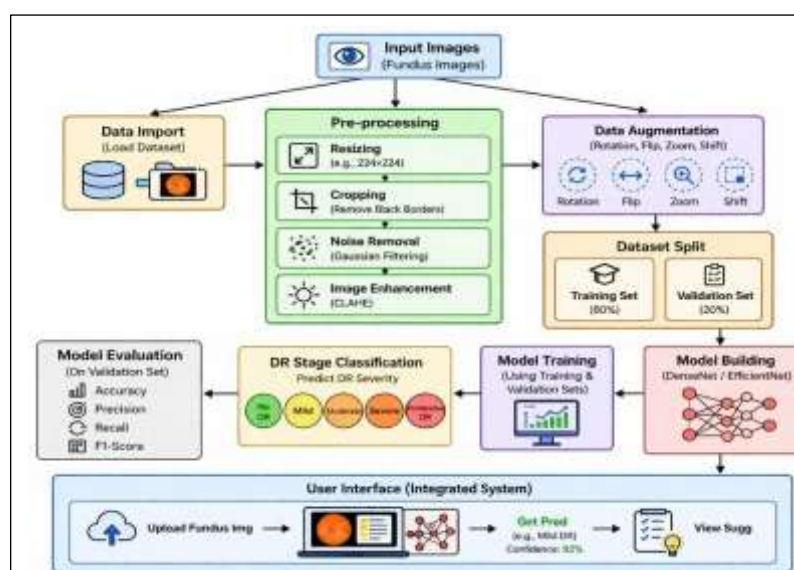 Input Images
(Fundus Images)
Data Import
(Load Dataset)
Pre-processing
Resizing
(e.g., 224×224)
Cropping
(Remove Black Borders)
Noise Removal
(Gaussian Filtering)
Image Enhancement
(CLAHE)
Data Augmentation
(Rotation, Flip, Zoom, Shift)
Rotation
Flip
Zoom
Shift
Dataset Split
Training Set
(80%)
Validation Set
(20%)
Model Evaluation
(On Validation Set)
Accuracy
Precision
Recall
F1-Score
DR Stage Classification
Predict DR Severity
No
DR
Mild
Moderate
Severe
DR
Model Training
(Using Training &
Validation Sets)
Model Building
(DenseNet / EfficientNet)
User Interface (Integrated System)
Upload Fundus Img
Get Pred
(e.g., Mild DR)
Confidence: 92%
View Sugg